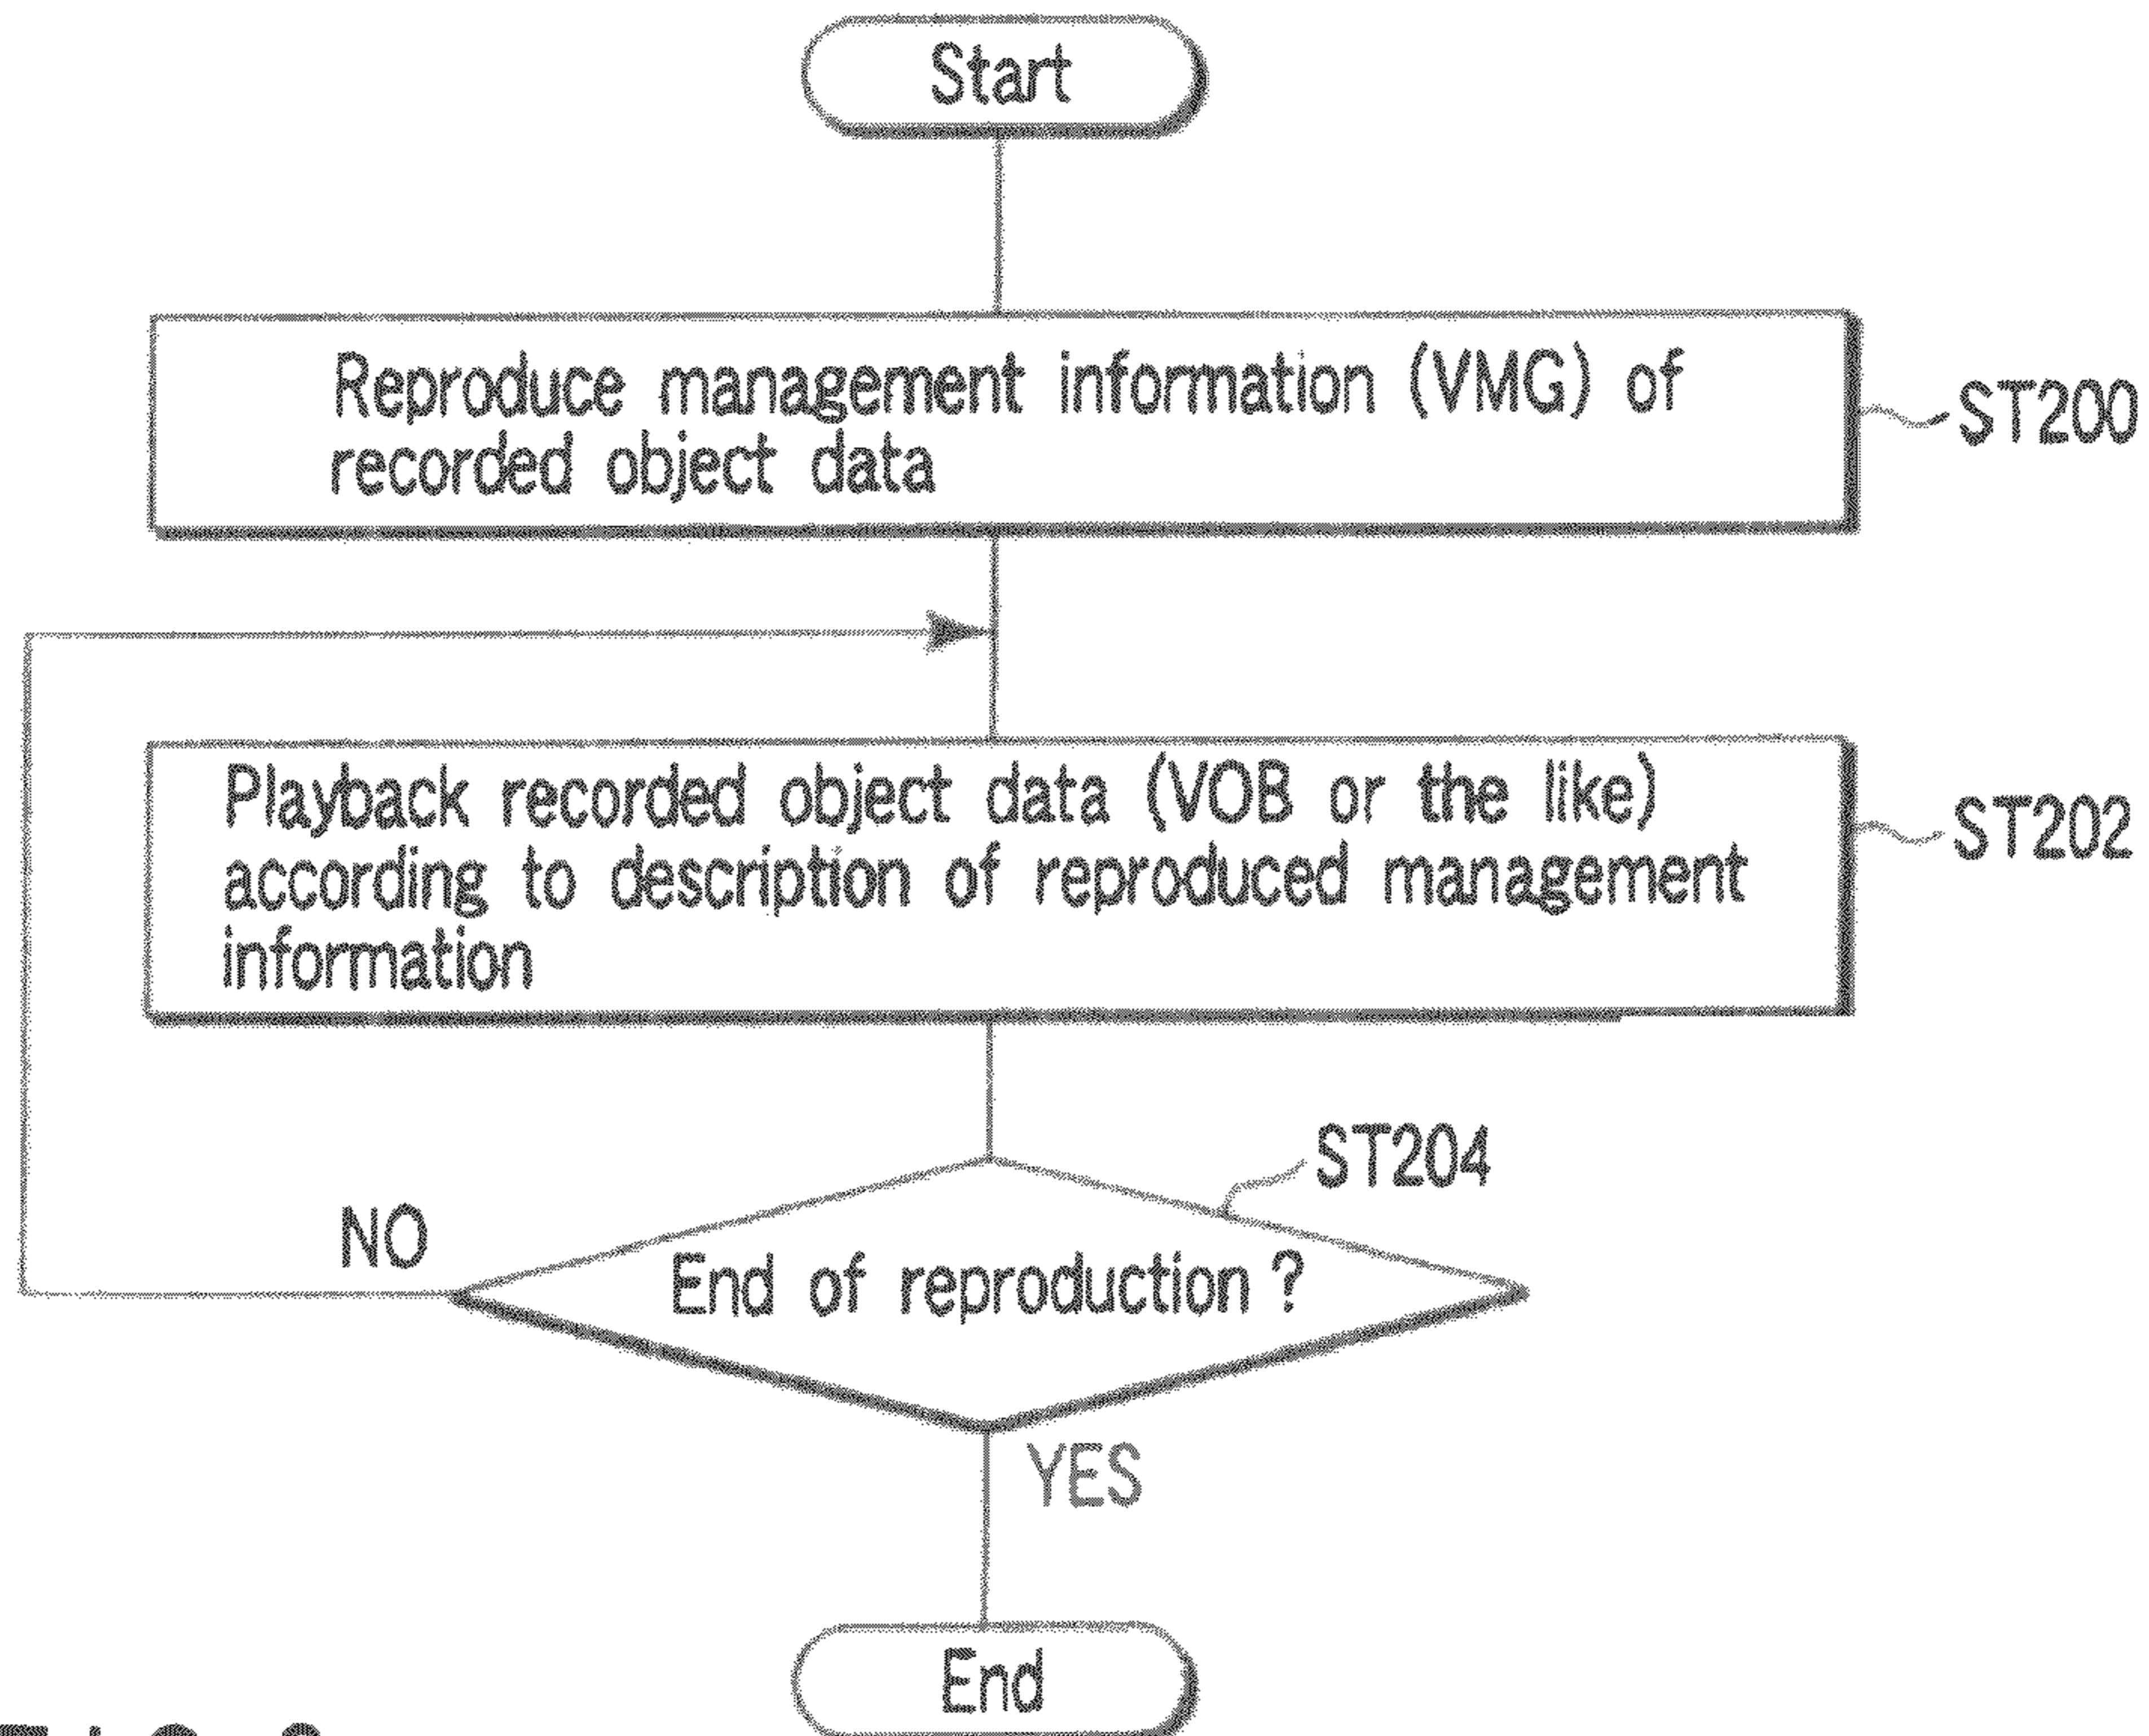 Start
Reproduce management information (VMG) of
recorded object data
ST200
Playback recorded object data (VOB or the like)
according to description of reproduced management
information
ST202
ST204
NO
End of reproduction ?
YES
End